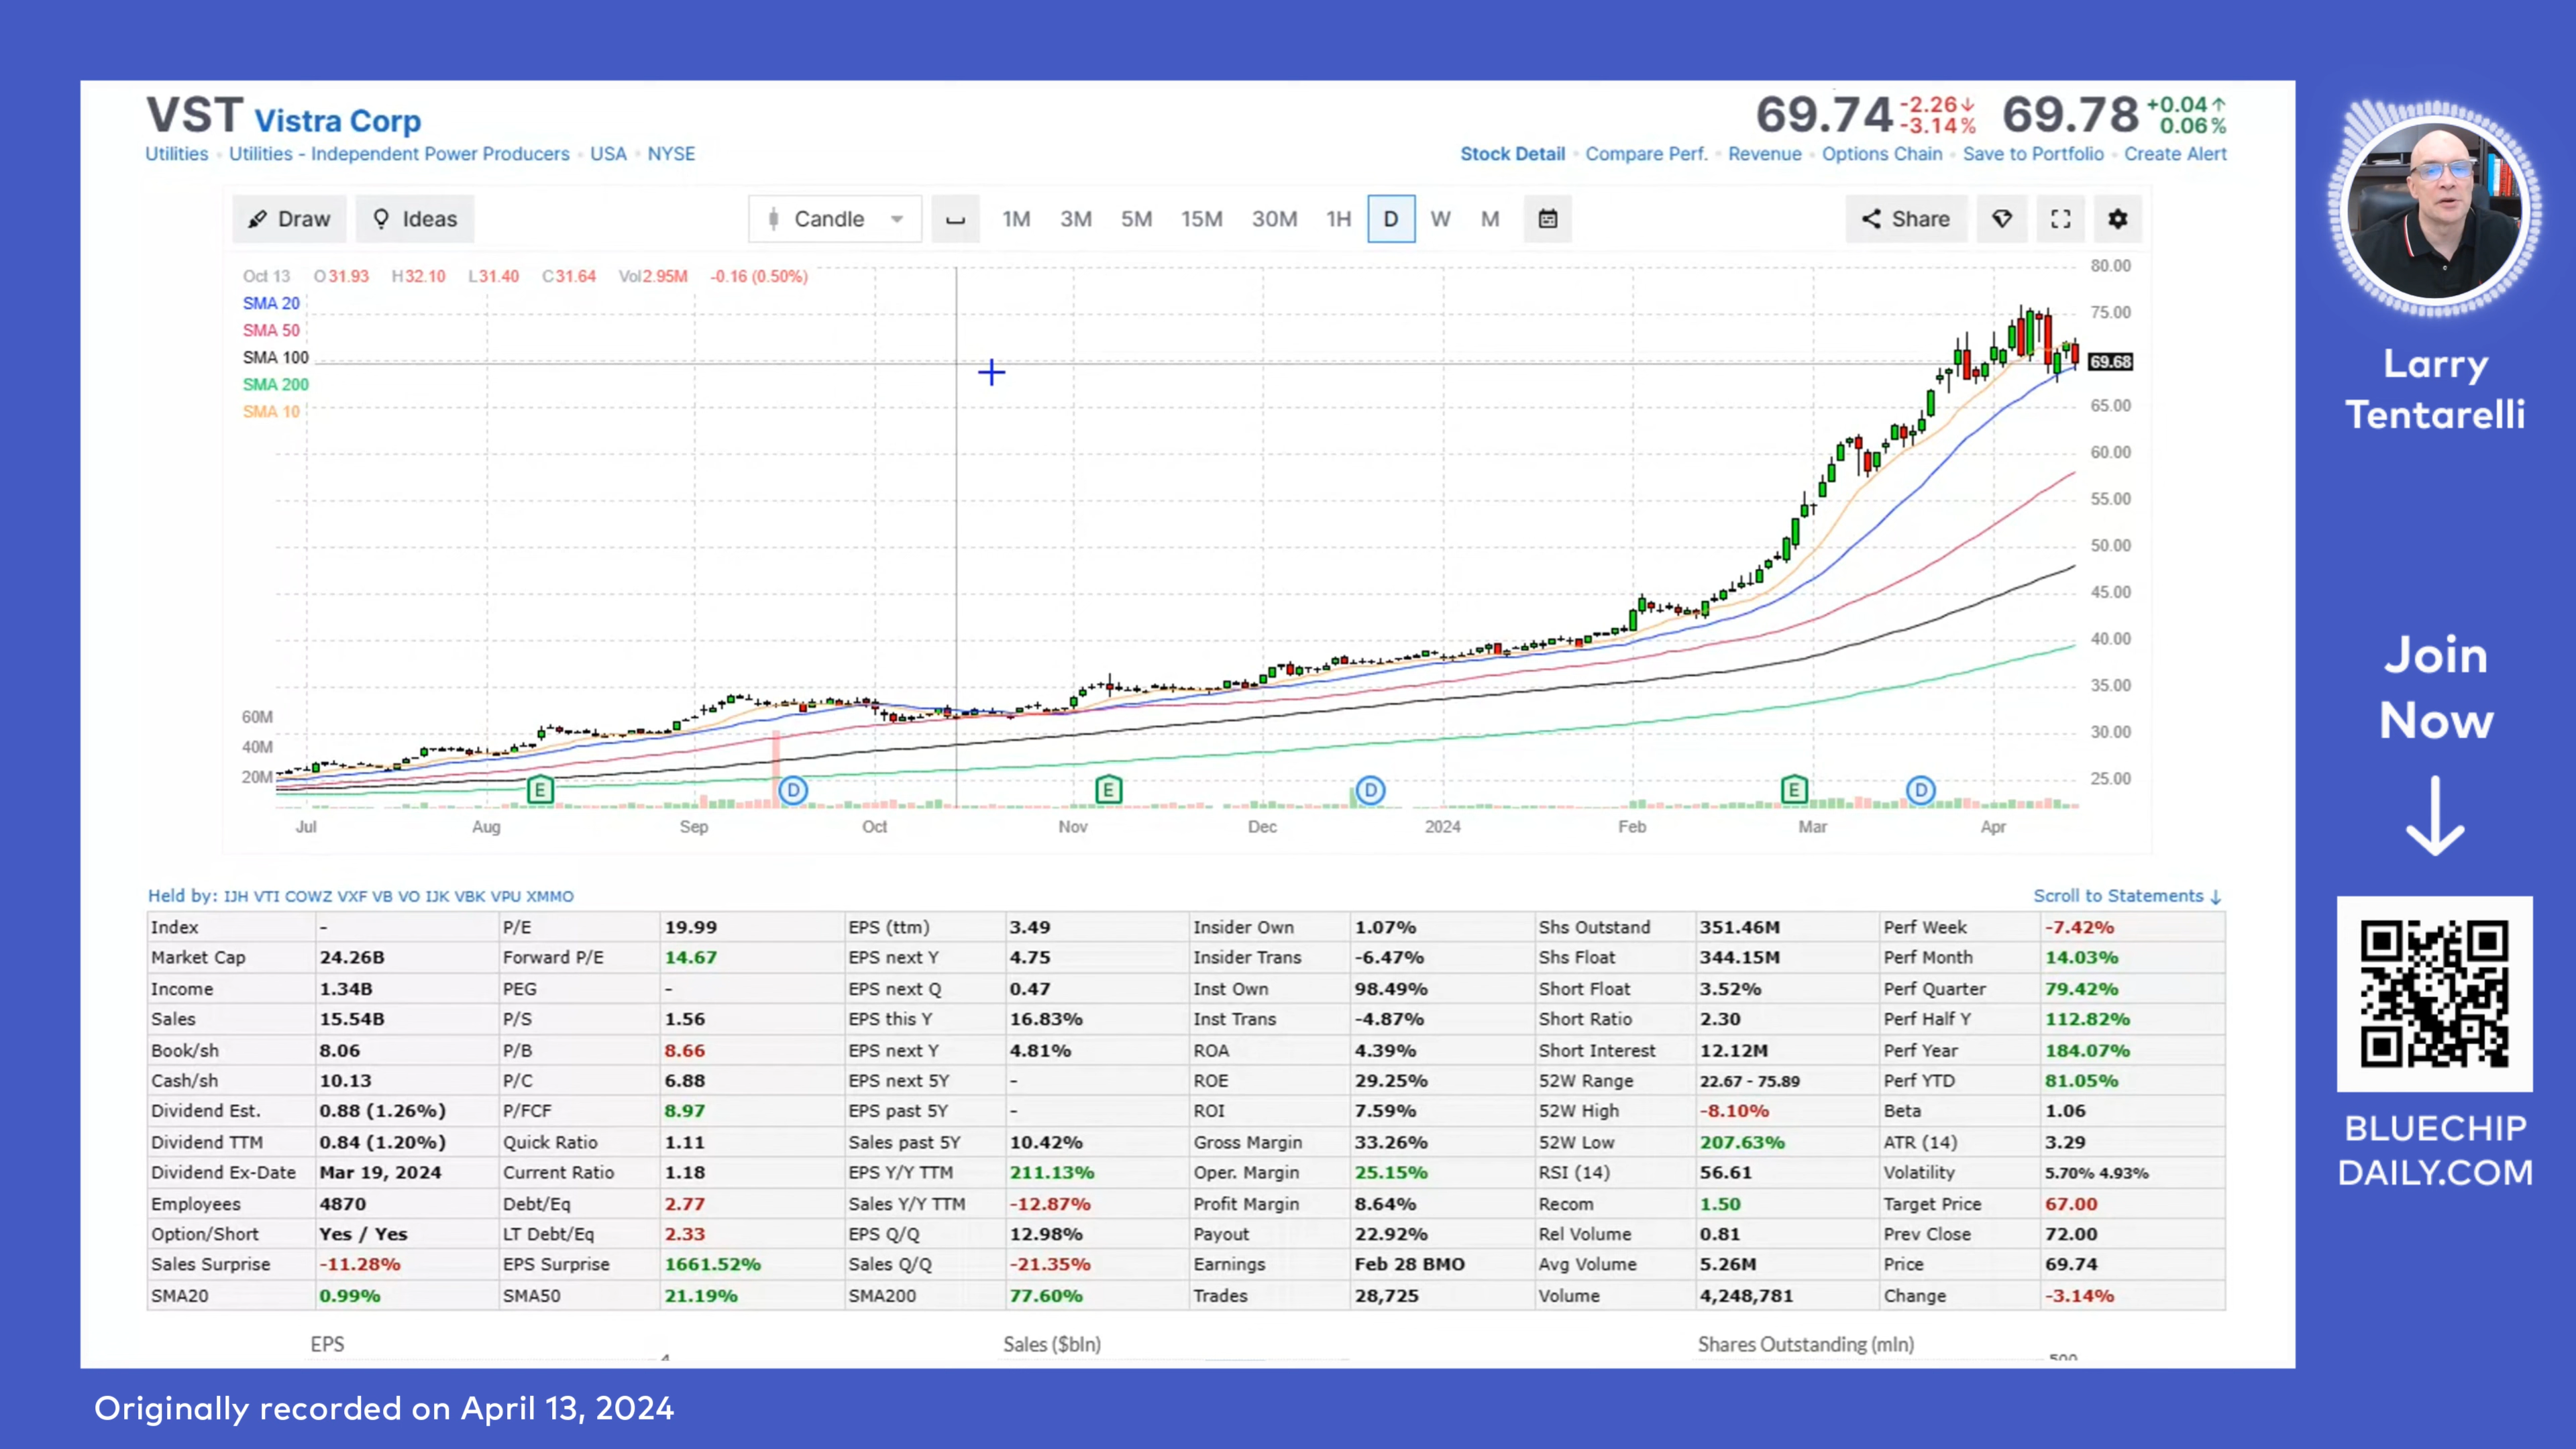 VST Vistra Corp
69.74 -2.26↓ -3.14% 69.78 +0.04↑ 0.06%
Utilities • Utilities - Independent Power Producers • USA • NYSE
Stock Detail • Compare Perf. • Revenue • Options Chain • Save to Portfolio • Create Alert
Draw Ideas Candle 1M 3M 5M 15M 30M 1H D W M Share
Oct 13 O31.93 H32.10 L31.40 C31.64 Vol2.95M -0.16 (0.50%)
SMA 20
SMA 50
SMA 100
SMA 200
SMA 10
80.00
75.00
69.68
65.00
60.00
55.00
50.00
45.00
40.00
35.00
30.00
25.00
60M
40M
20M
E D E D E D
Jul Aug Sep Oct Nov Dec 2024 Feb Mar Apr
Held by: IJH VTI COWZ VXF VB VO IJK VBK VPU XMMO
Scroll to Statements ↓
Index - P/E 19.99 EPS (ttm) 3.49 Insider Own 1.07% Shs Outstand 351.46M Perf Week -7.42%
Market Cap 24.26B Forward P/E 14.67 EPS next Y 4.75 Insider Trans -6.47% Shs Float 344.15M Perf Month 14.03%
Income 1.34B PEG - EPS next Q 0.47 Inst Own 98.49% Short Float 3.52% Perf Quarter 79.42%
Sales 15.54B P/S 1.56 EPS this Y 16.83% Inst Trans -4.87% Short Ratio 2.30 Perf Half Y 112.82%
Book/sh 8.06 P/B 8.66 EPS next Y 4.81% ROA 4.39% Short Interest 12.12M Perf Year 184.07%
Cash/sh 10.13 P/C 6.88 EPS next 5Y - ROE 29.25% 52W Range 22.67 - 75.89 Perf YTD 81.05%
Dividend Est. 0.88 (1.26%) P/FCF 8.97 EPS past 5Y - ROI 7.59% 52W High -8.10% Beta 1.06
Dividend TTM 0.84 (1.20%) Quick Ratio 1.11 Sales past 5Y 10.42% Gross Margin 33.26% 52W Low 207.63% ATR (14) 3.29
Dividend Ex-Date Mar 19, 2024 Current Ratio 1.18 EPS Y/Y TTM 211.13% Oper. Margin 25.15% RSI (14) 56.61 Volatility 5.70% 4.93%
Employees 4870 Debt/Eq 2.77 Sales Y/Y TTM -12.87% Profit Margin 8.64% Recom 1.50 Target Price 67.00
Option/Short Yes / Yes LT Debt/Eq 2.33 EPS Q/Q 12.98% Payout 22.92% Rel Volume 0.81 Prev Close 72.00
Sales Surprise -11.28% EPS Surprise 1661.52% Sales Q/Q -21.35% Earnings Feb 28 BMO Avg Volume 5.26M Price 69.74
SMA20 0.99% SMA50 21.19% SMA200 77.60% Trades 28,725 Volume 4,248,781 Change -3.14%
EPS Sales ($bln) Shares Outstanding (mln)
Originally recorded on April 13, 2024
Larry
Tentarelli
Join
Now
BLUECHIP
DAILY.COM